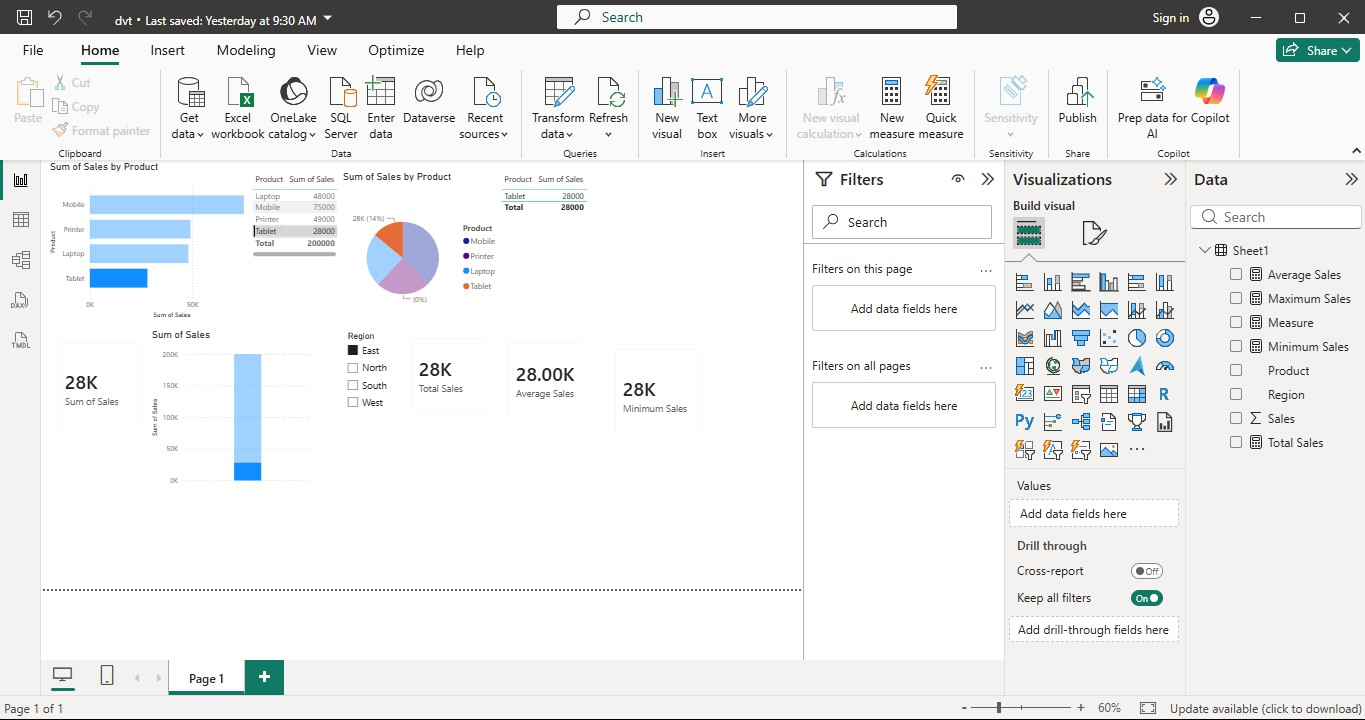 dvt • Last saved: Yesterday at 9:30 AM
Search
Sign in
File Home Insert Modeling View Optimize Help
Share
Paste
Cut
Copy
Format painter
Clipboard
Get data
Excel workbook
OneLake catalog
SQL Server
Enter data
Dataverse
Recent sources
Data
Transform data
Refresh
Queries
New visual
Text box
More visuals
Insert
New visual calculation
New measure
Quick measure
Calculations
Sensitivity
Sensitivity
Publish
Share
Prep data for AI
Copilot
Copilot
DAX
TMDL
Sum of Sales by Product
Product
Mobile
Printer
Laptop
Tablet
0K 50K
Sum of Sales
Product Sum of Sales
Laptop 48000
Mobile 75000
Printer 49000
Tablet 28000
Total 200000
Sum of Sales by Product
28K (14%)
(0%)
Product
Mobile
Printer
Laptop
Tablet
Product Sum of Sales
Tablet 28000
Total 28000
28K
Sum of Sales
Sum of Sales
Sum of Sales
200K
150K
100K
50K
0K
Region
East
North
South
West
28K
Total Sales
28.00K
Average Sales
28K
Minimum Sales
Filters
Search
Filters on this page
Add data fields here
Filters on all pages
Add data fields here
Visualizations
Build visual
123
R
Py
Values
Add data fields here
Drill through
Cross-report
Off
Keep all filters
On
Add drill-through fields here
Data
Search
Sheet1
Average Sales
Maximum Sales
Measure
Minimum Sales
Product
Region
Sales
Total Sales
Page 1
Page 1 of 1
60%
Update available (click to download)